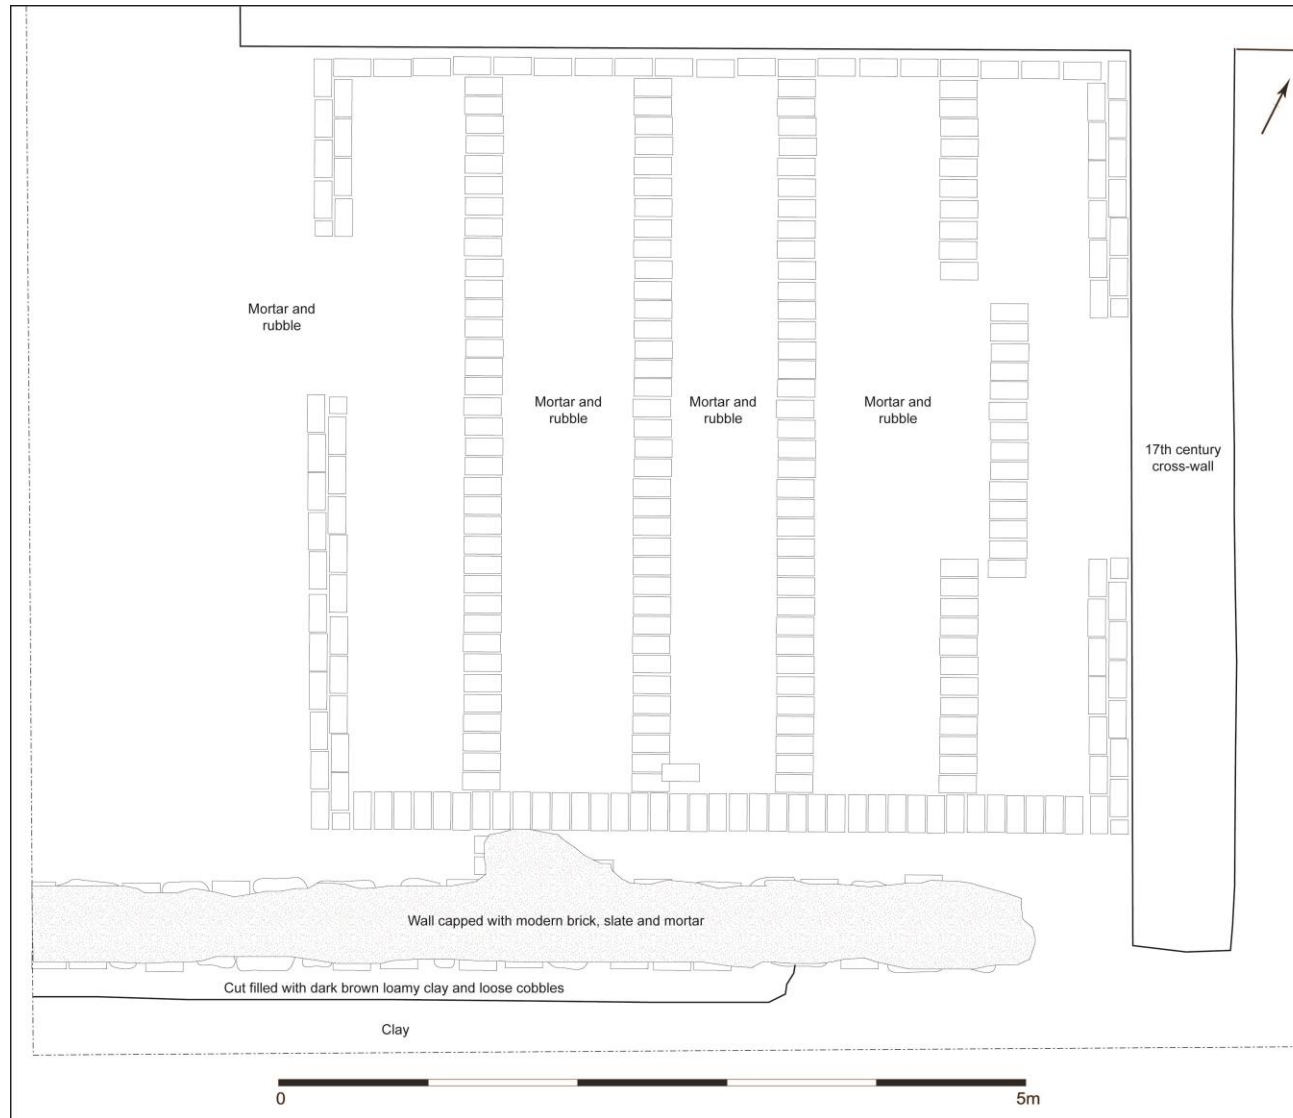 Mortar and
rubble
Mortar and
rubble
Mortar and
rubble
Mortar and
rubble
17th century
cross-wall
Wall capped with modern brick, slate and mortar
Cut filled with dark brown loamy clay and loose cobbles
Clay
0
5m